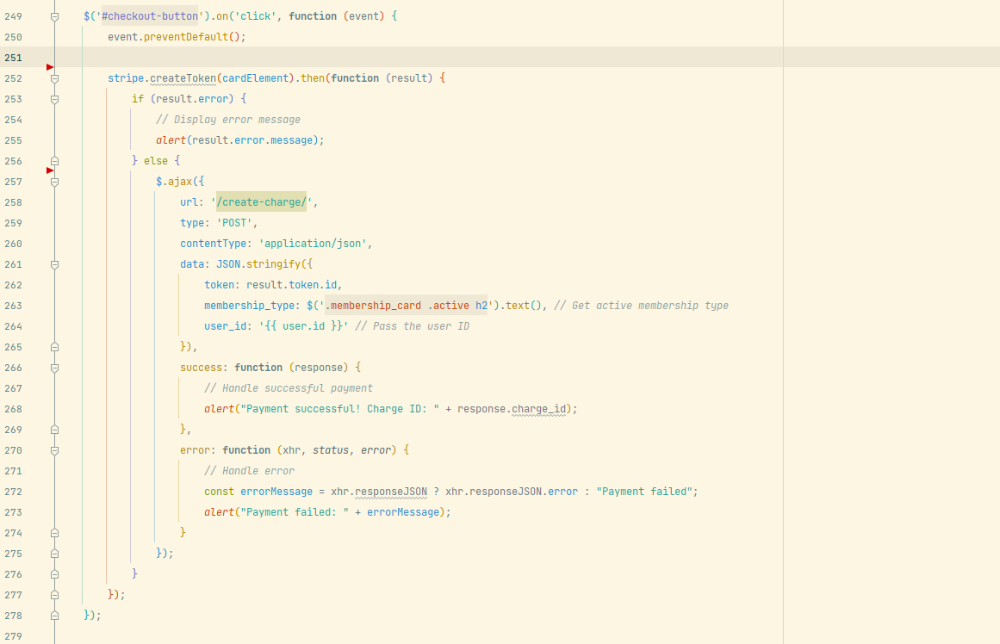 249 $('#checkout-button').on('click', function (event) {
250     event.preventDefault();
251
252     stripe.createToken(cardElement).then(function (result) {
253         if (result.error) {
254             // Display error message
255             alert(result.error.message);
256         } else {
257             $.ajax({
258                 url: '/create-charge/',
259                 type: 'POST',
260                 contentType: 'application/json',
261                 data: JSON.stringify({
262                     token: result.token.id,
263                     membership_type: $('.membership_card .active h2').text(), // Get active membership type
264                     user_id: '{{ user.id }}' // Pass the user ID
265                 }),
266                 success: function (response) {
267                     // Handle successful payment
268                     alert("Payment successful! Charge ID: " + response.charge_id);
269                 },
270                 error: function (xhr, status, error) {
271                     // Handle error
272                     const errorMessage = xhr.responseJSON ? xhr.responseJSON.error : "Payment failed";
273                     alert("Payment failed: " + errorMessage);
274                 }
275             });
276         }
277     });
278 });
279